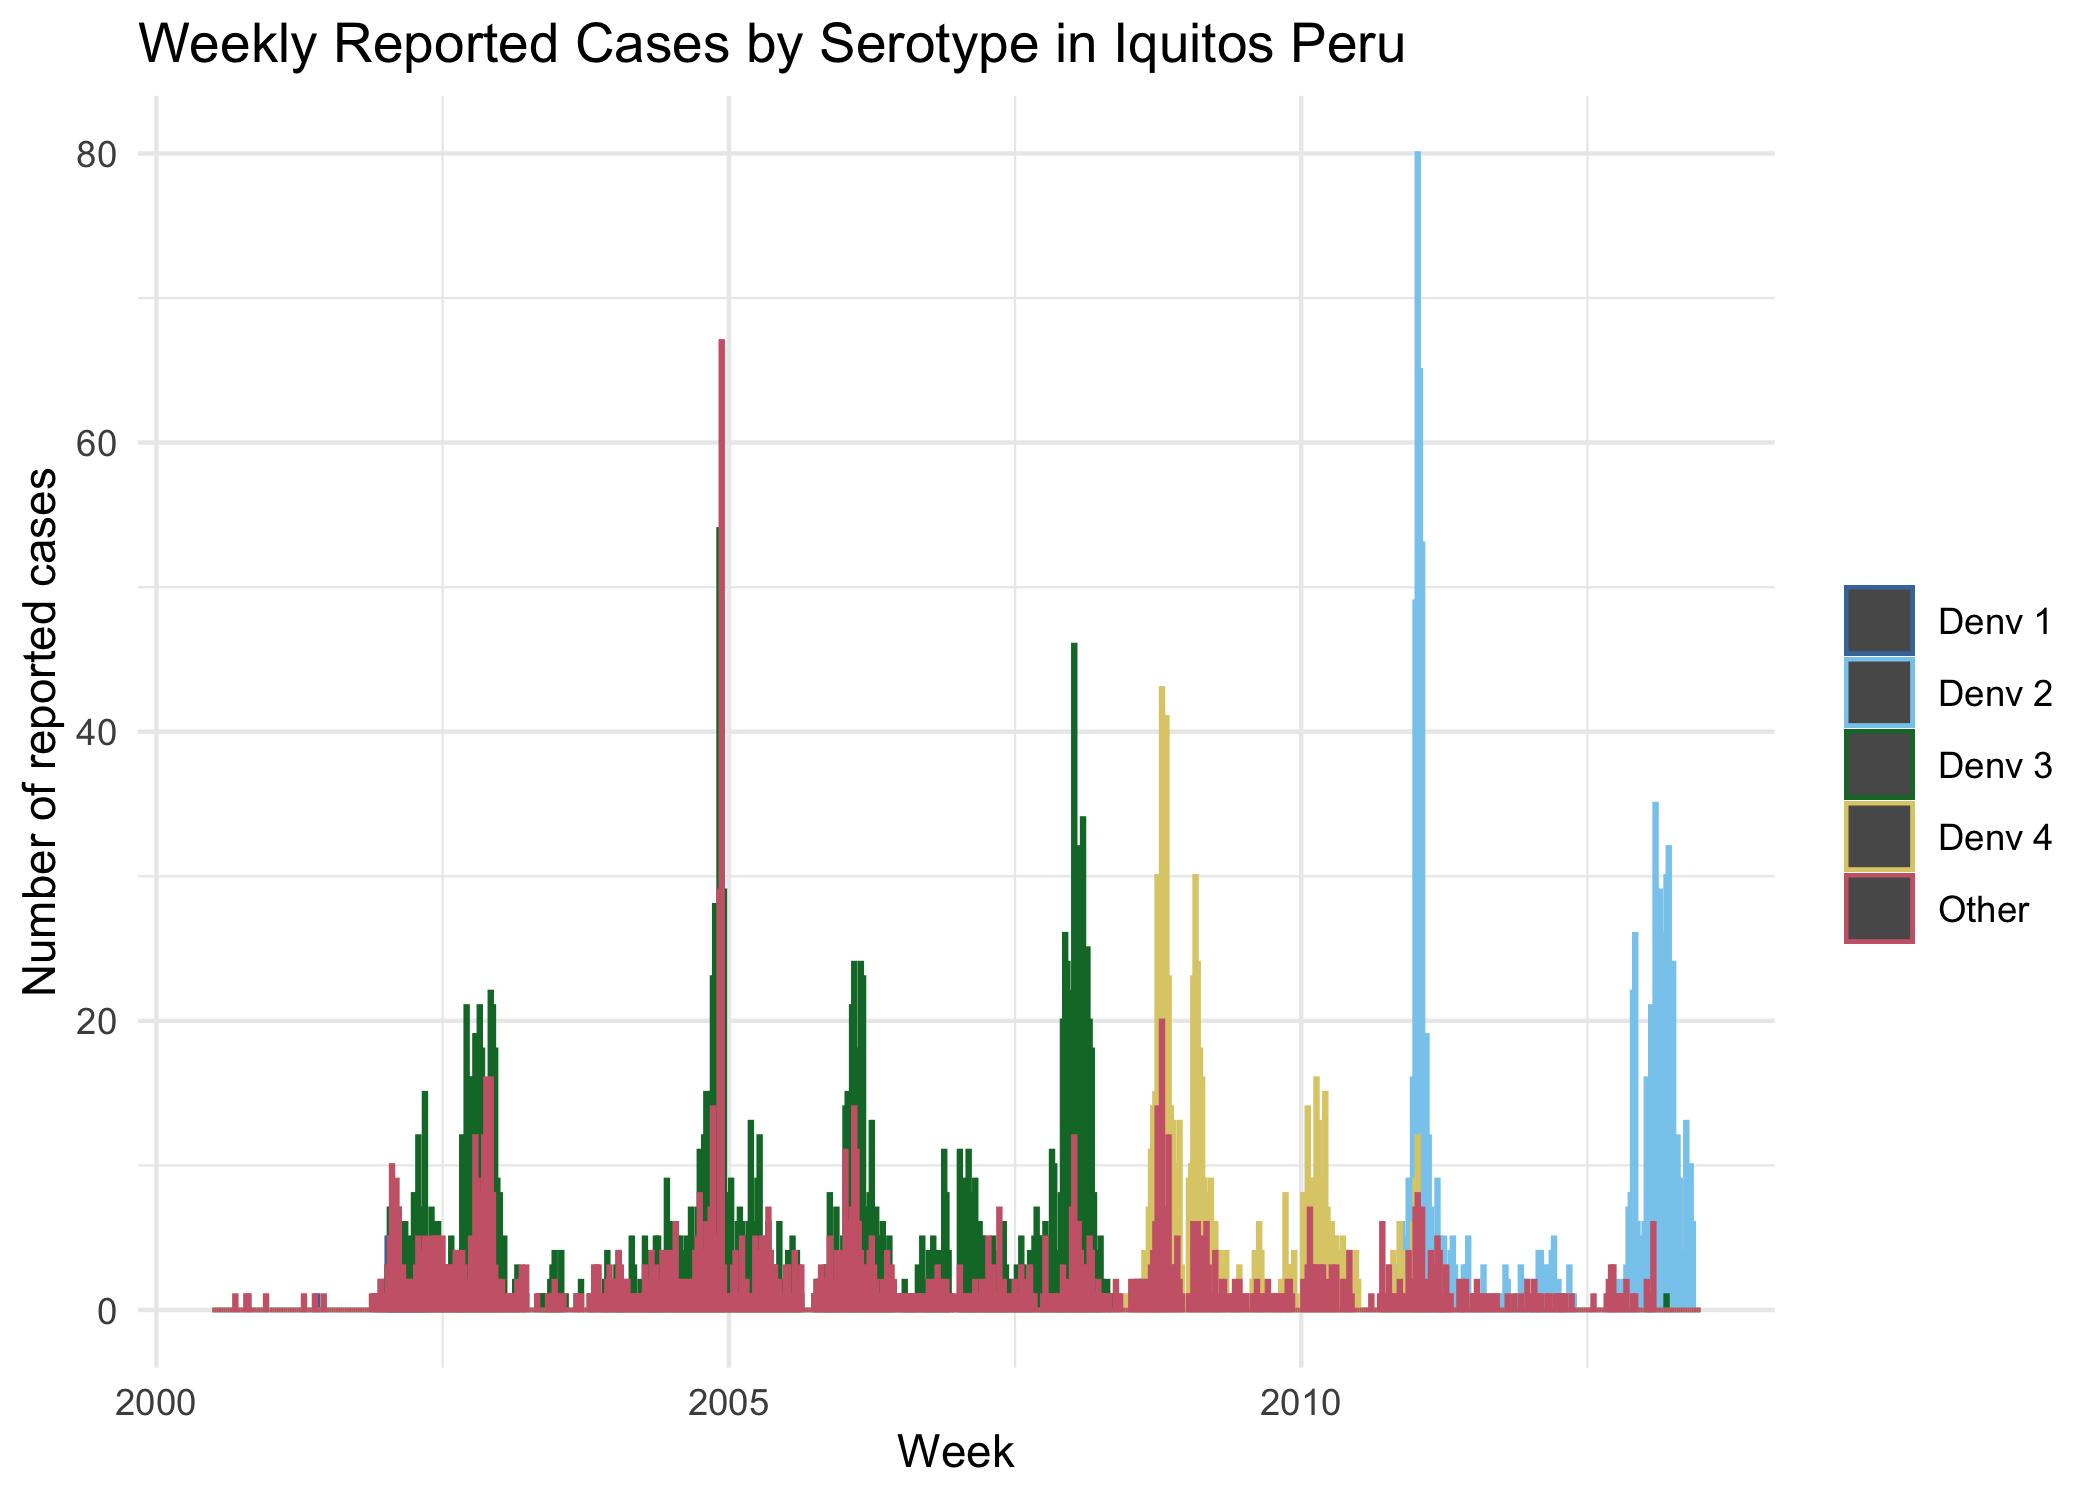 Weekly Reported Cases by Serotype in Iquitos Peru
Number of reported cases
80
60
40
20
0
2000
2005
2010
Week
Denv 1
Denv 2
Denv 3
Denv 4
Other